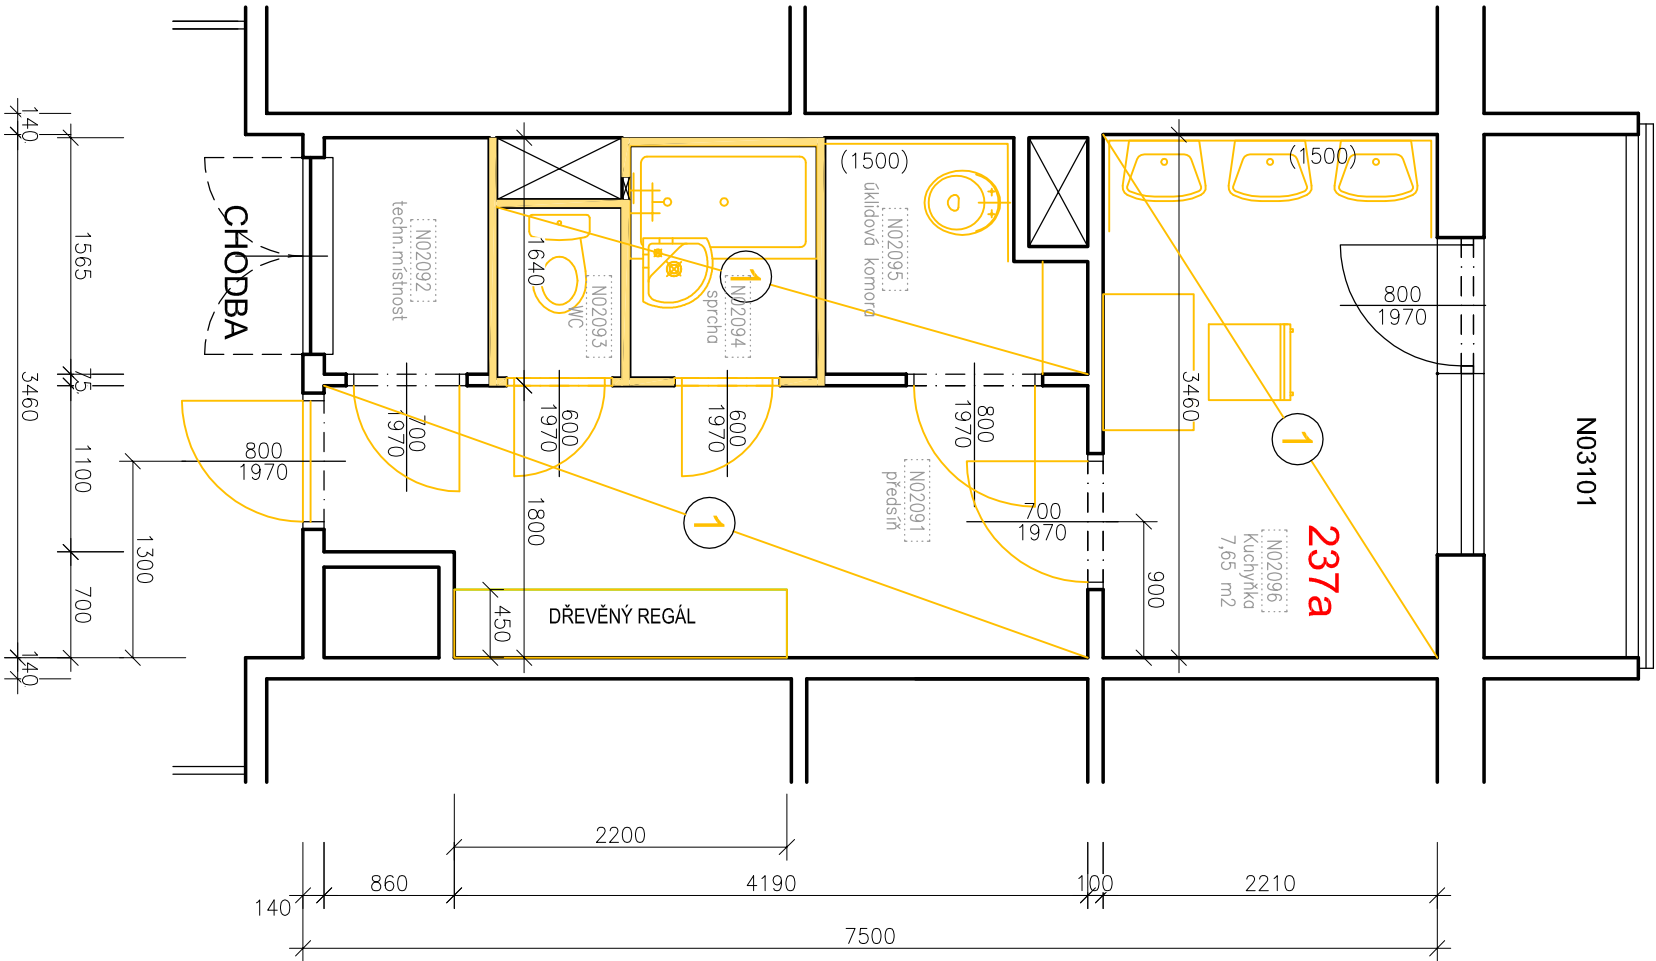 140
3460
140
1565
75
1100
700
1300
CHODBA
800
1970
N02092
techn.místnost
700
1970
1640
1800
N02093
WC
600
1970
N02094
sprcha
600
1970
1
(1500)
N02095
úklidová komora
800
1970
N02091
předsíň
1
700
1970
900
450
DŘEVĚNÝ REGÁL
(1500)
3460
1
800
1970
237a
N02096
Kuchyňka
7,65 m2
N03101
2200
860
4190
100
2210
140
7500